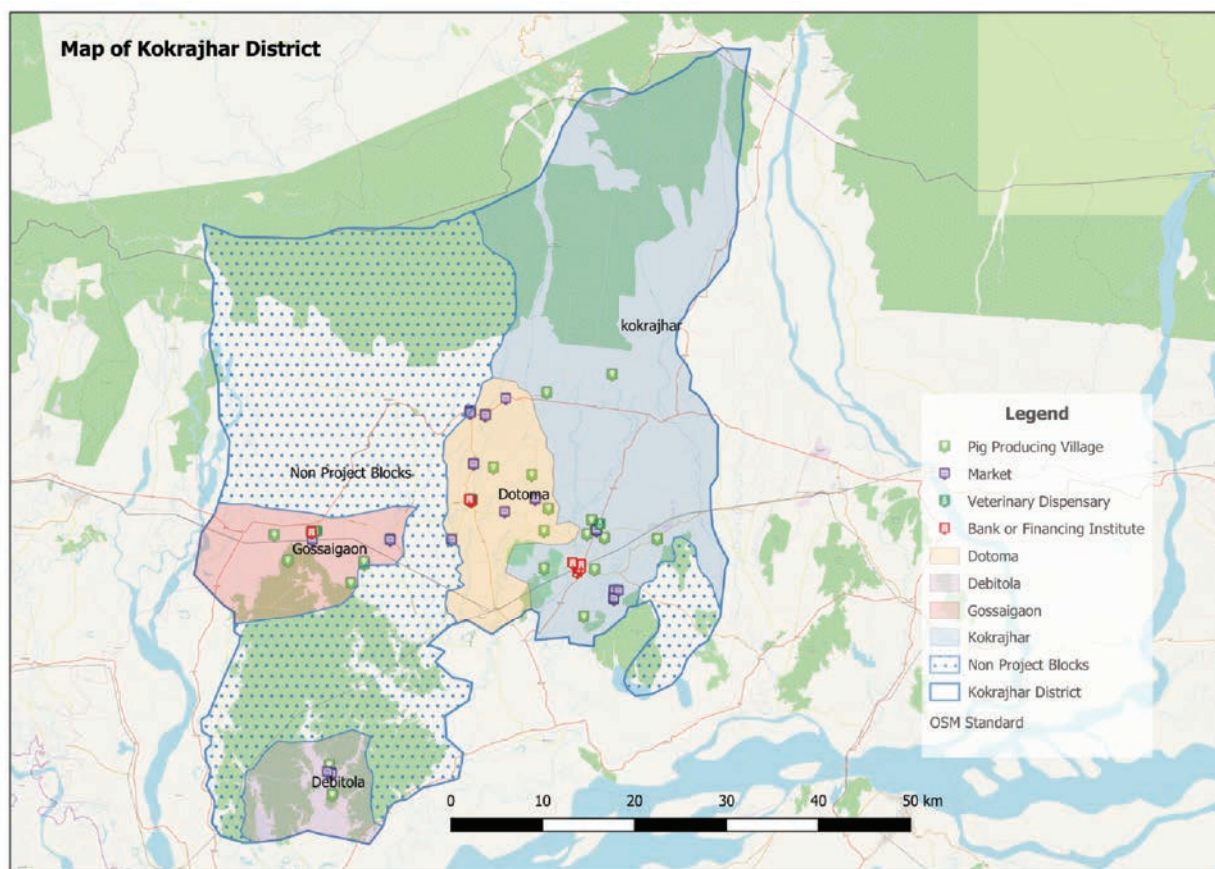 Map of Kokrajhar District
kokrajhar
Non Project Blocks
Dotoma
Gossaigaon
Debitola
Legend
Pig Producing Village
Market
Veterinary Dispensary
Bank or Financing Institute
Dotoma
Debitola
Gossaigaon
Kokrajhar
Non Project Blocks
Kokrajhar District
OSM Standard
0 10 20 30 40 50 km